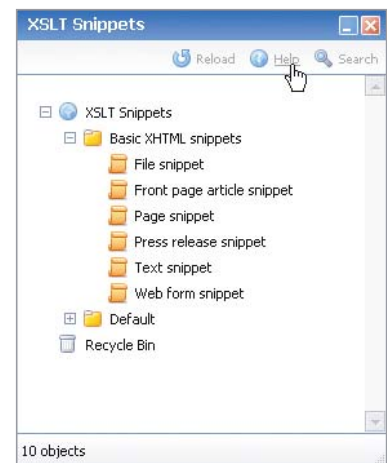 XSLT Snippets
Reload Help Search
XSLT Snippets
Basic XHTML snippets
File snippet
Front page article snippet
Page snippet
Press release snippet
Text snippet
Web form snippet
Default
Recycle Bin
10 objects